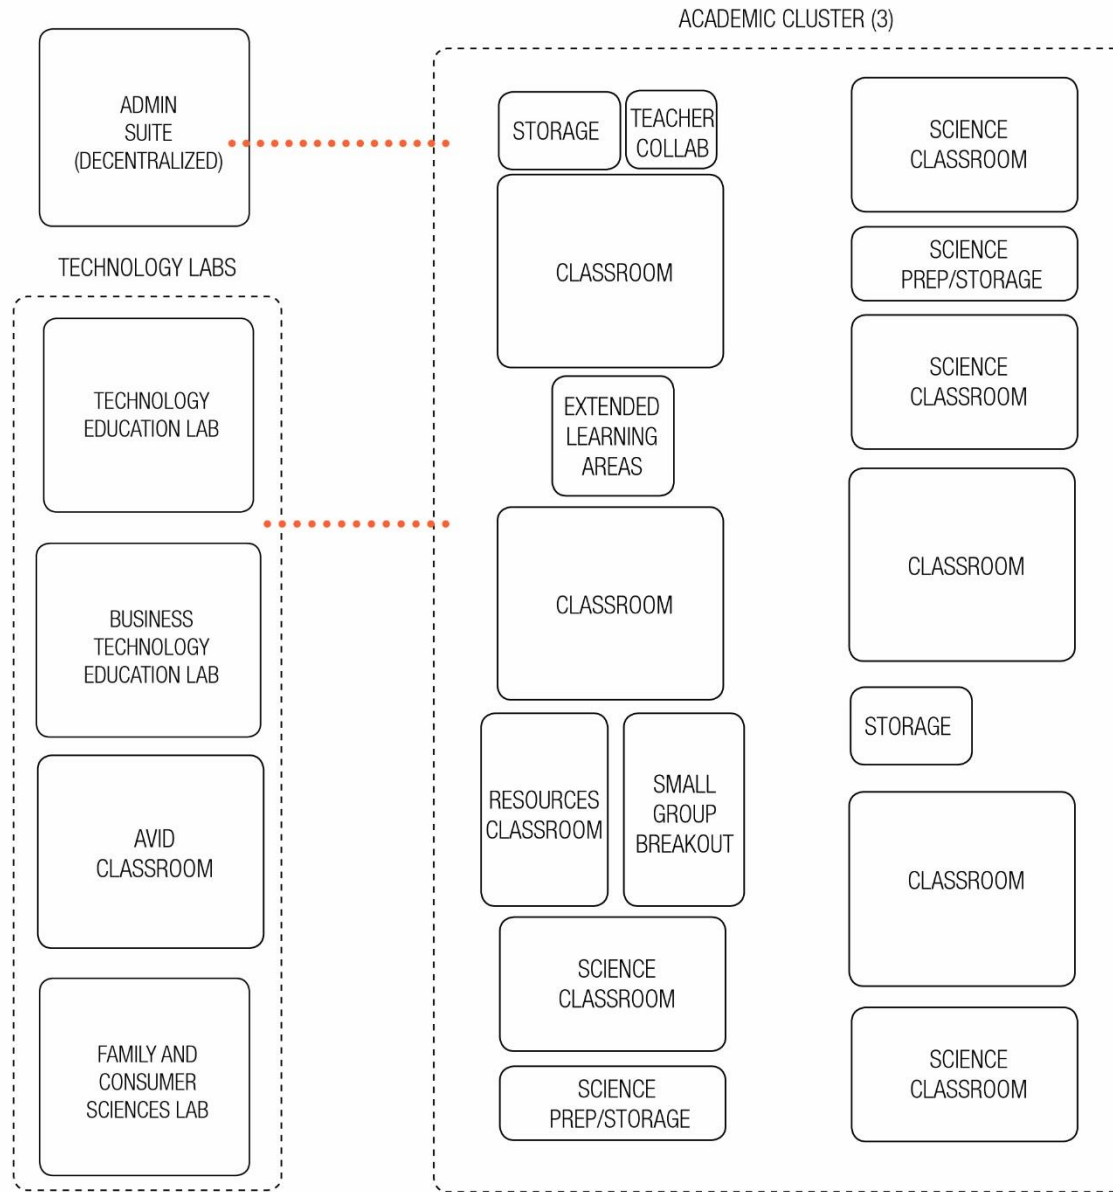 ACADEMIC CLUSTER (3)
ADMIN
SUITE
(DECENTRALIZED)
TECHNOLOGY LABS
TECHNOLOGY
EDUCATION LAB
BUSINESS
TECHNOLOGY
EDUCATION LAB
AVID
CLASSROOM
FAMILY AND
CONSUMER
SCIENCES LAB
STORAGE
TEACHER
COLLAB
CLASSROOM
EXTENDED
LEARNING
AREAS
CLASSROOM
RESOURCES
CLASSROOM
SMALL
GROUP
BREAKOUT
SCIENCE
CLASSROOM
SCIENCE
PREP/STORAGE
SCIENCE
CLASSROOM
SCIENCE
PREP/STORAGE
SCIENCE
CLASSROOM
CLASSROOM
STORAGE
CLASSROOM
SCIENCE
CLASSROOM